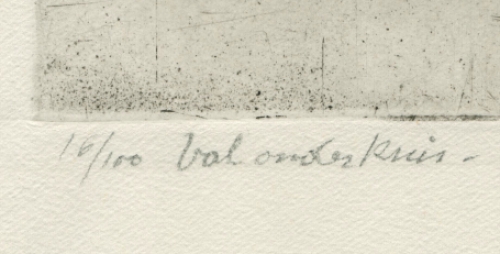 16/100 Val onder Kruis -